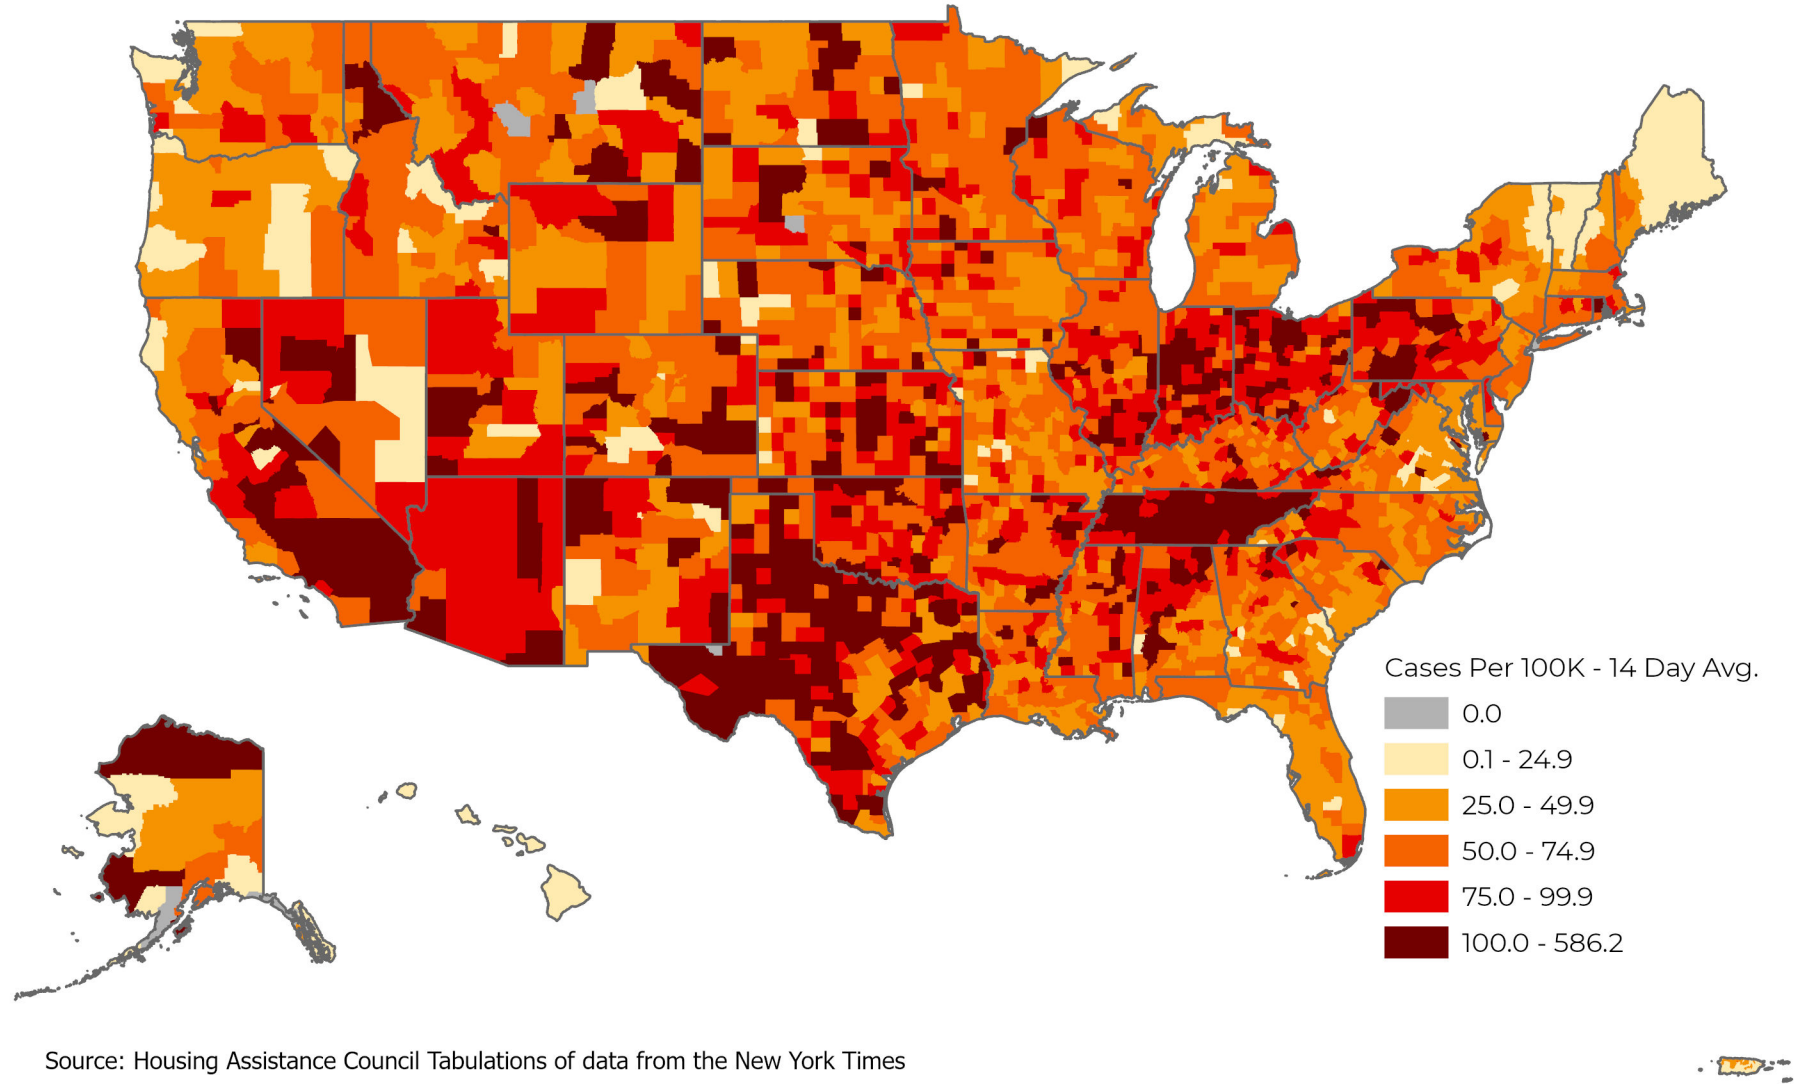 Cases Per 100K - 14 Day Avg.
0.0
0.1 - 24.9
25.0 - 49.9
50.0 - 74.9
75.0 - 99.9
100.0 - 586.2
Source: Housing Assistance Council Tabulations of data from the New York Times